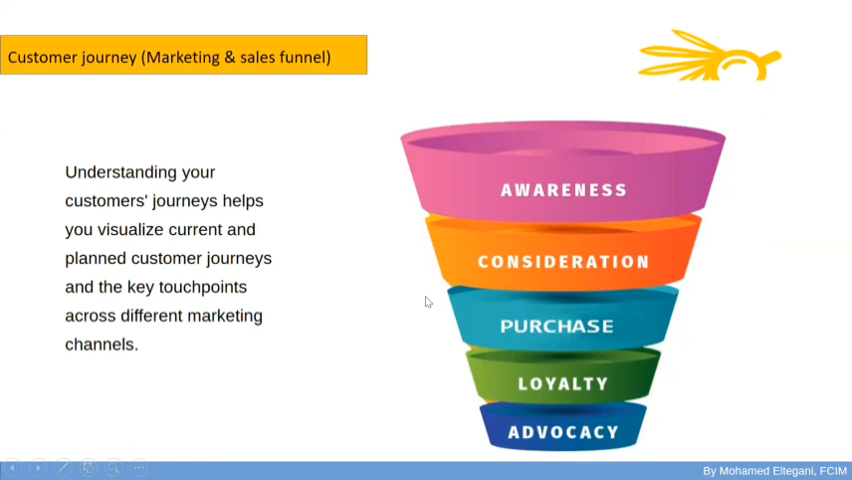 Customer journey (Marketing & sales funnel)
Understanding your
customers' journeys helps
you visualize current and
planned customer journeys
and the key touchpoints
across different marketing
channels.
AWARENESS
CONSIDERATION
PURCHASE
LOYALTY
ADVOCACY
By Mohamed Eltegani, FCIM